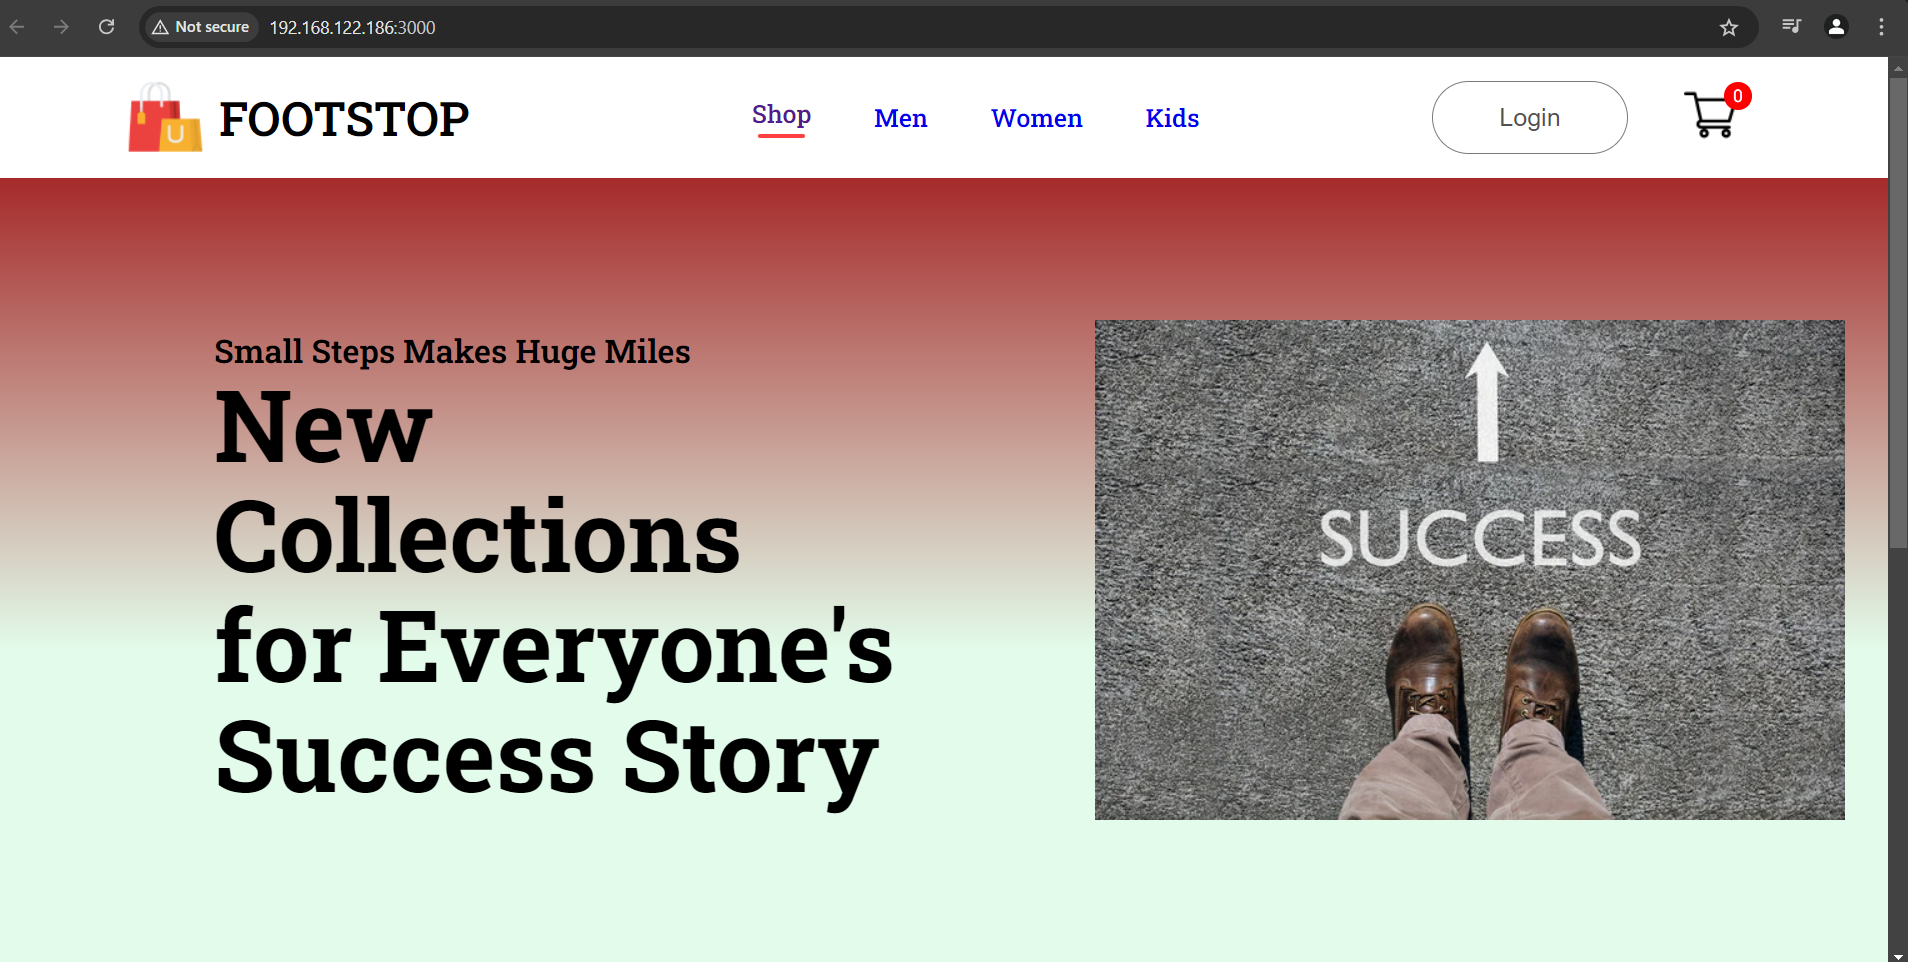 Not secure 192.168.122.186:3000
FOOTSTOP
Shop Men Women Kids Login 0
U
Small Steps Makes Huge Miles
New
Collections
for Everyone's
Success Story
SUCCESS